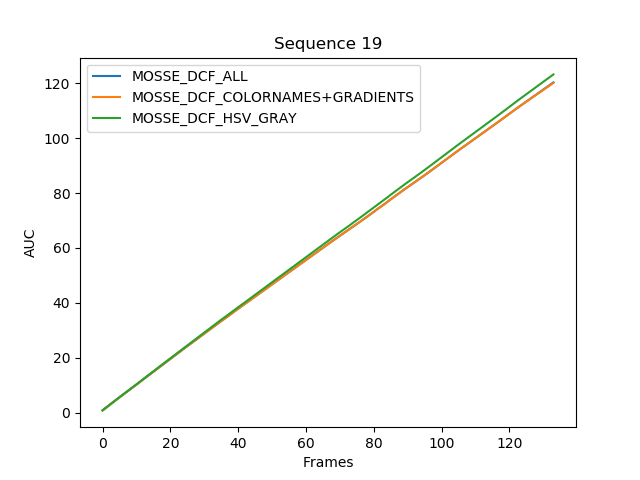 Sequence 19
MOSSE_DCF_ALL
MOSSE_DCF_COLORNAMES+GRADIENTS
MOSSE_DCF_HSV_GRAY
120
100
80
60
40
20
0
AUC
0 20 40 60 80 100 120
Frames